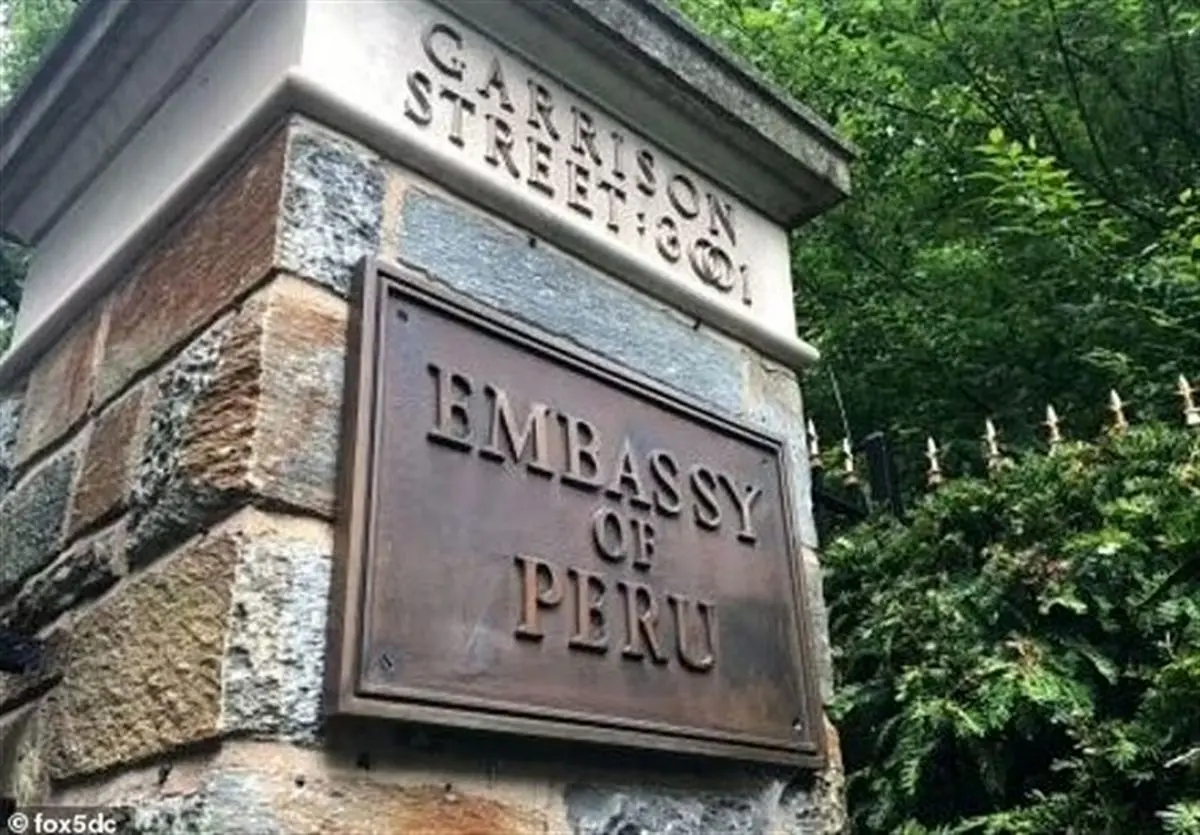 GARRISON
STREET:3001
EMBASSY
OF
PERU
© fox5dc